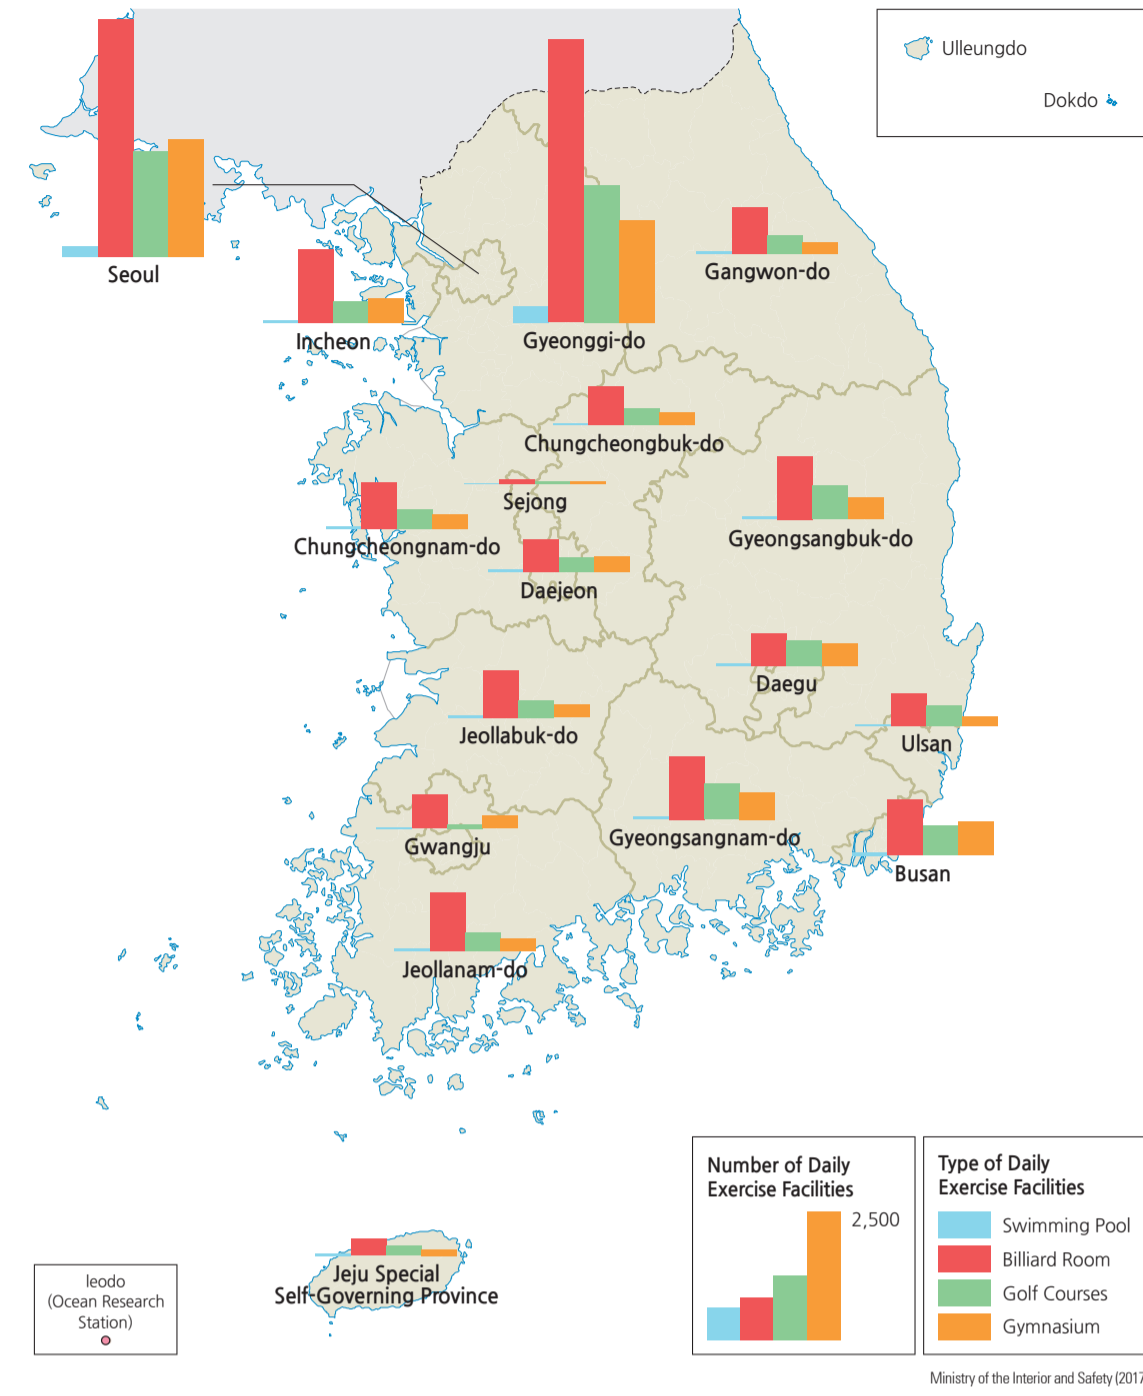 Ulleungdo
Dokdo
Seoul
Gangwon-do
Incheon
Gyeonggi-do
Chungcheongbuk-do
Sejong
Gyeongsangbuk-do
Chungcheongnam-do
Daejeon
Daegu
Jeollabuk-do
Ulsan
Gyeongsangnam-do
Gwangju
Busan
Jeollanam-do
Jeju Special
Self-Governing Province
Ieodo
(Ocean Research
Station)
Number of Daily
Exercise Facilities
2,500
Type of Daily
Exercise Facilities
Swimming Pool
Billiard Room
Golf Courses
Gymnasium
Ministry of the Interior and Safety (2017